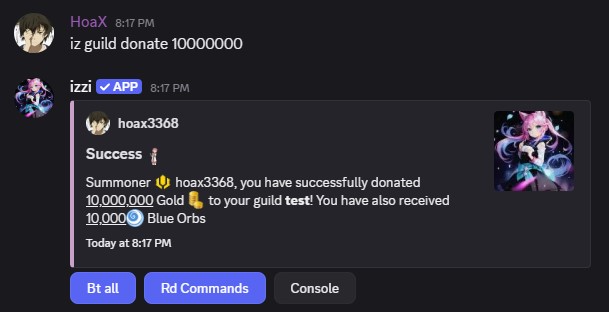 HoaX 8:17 PM
iz guild donate 10000000
izzi ✓ APP 8:17 PM
hoax3368
Success
Summoner hoax3368, you have successfully donated
10,000,000 Gold to your guild test! You have also received
10,000 Blue Orbs
Today at 8:17 PM
Bt all Rd Commands Console